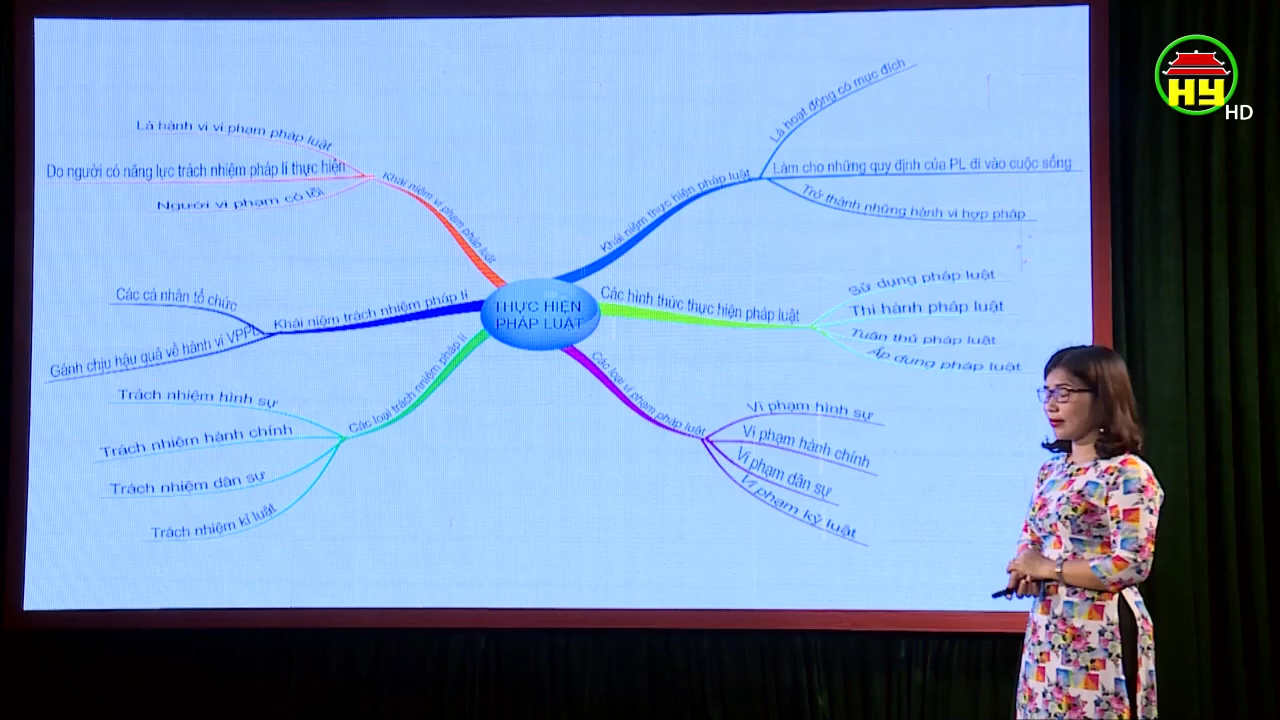 HY
HD
THỰC HIỆN
PHÁP LUẬT
Khái niệm thực hiện pháp luật
Là hoạt động có mục đích
Làm cho những quy định của PL đi vào cuộc sống
Trở thành những hành vi hợp pháp
Các hình thức thực hiện pháp luật
Sử dụng pháp luật
Thi hành pháp luật
Tuân thủ pháp luật
Áp dụng pháp luật
Các loại vi phạm pháp luật
Vi phạm hình sự
Vi phạm hành chính
Vi phạm dân sự
Vi phạm kỷ luật
Khái niệm vi phạm pháp luật
Là hành vi vi phạm pháp luật
Do người có năng lực trách nhiệm pháp lí thực hiện
Người vi phạm có lỗi
Khái niệm trách nhiệm pháp lí
Các cá nhân tổ chức
Gánh chịu hậu quả về hành vi VPPL
Các loại trách nhiệm pháp lí
Trách nhiệm hình sự
Trách nhiệm hành chính
Trách nhiệm dân sự
Trách nhiệm kỉ luật